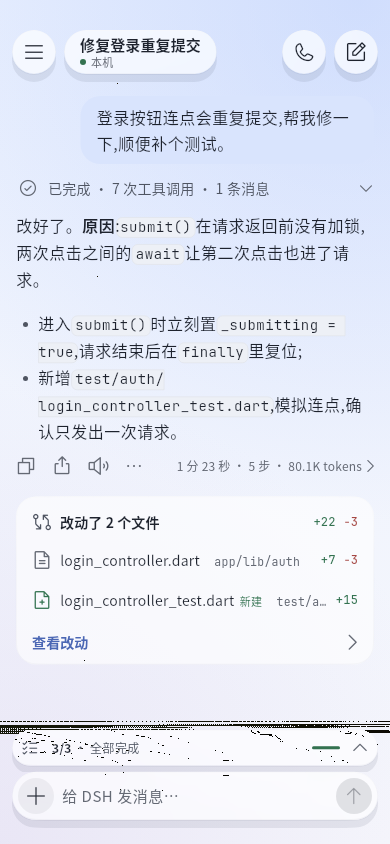 修复登录重复提交
本机
登录按钮连点会重复提交,帮我修一
下,顺便补个测试。
已完成 · 7 次工具调用 · 1 条消息
改好了。原因:submit() 在请求返回前没有加锁,
两次点击之间的 await 让第二次点击也进了请
求。
• 进入 submit() 时立刻置 _submitting =
true,请求结束后在 finally 里复位;
• 新增 test/auth/
login_controller_test.dart,模拟连点,确
认只发出一次请求。
1 分 23 秒 · 5 步 · 80.1K tokens
改动了 2 个文件 +22 -3
login_controller.dart app/lib/auth +7 -3
login_controller_test.dart 新建 test/a… +15
查看改动
3/3 · 全部完成
给 DSH 发消息…